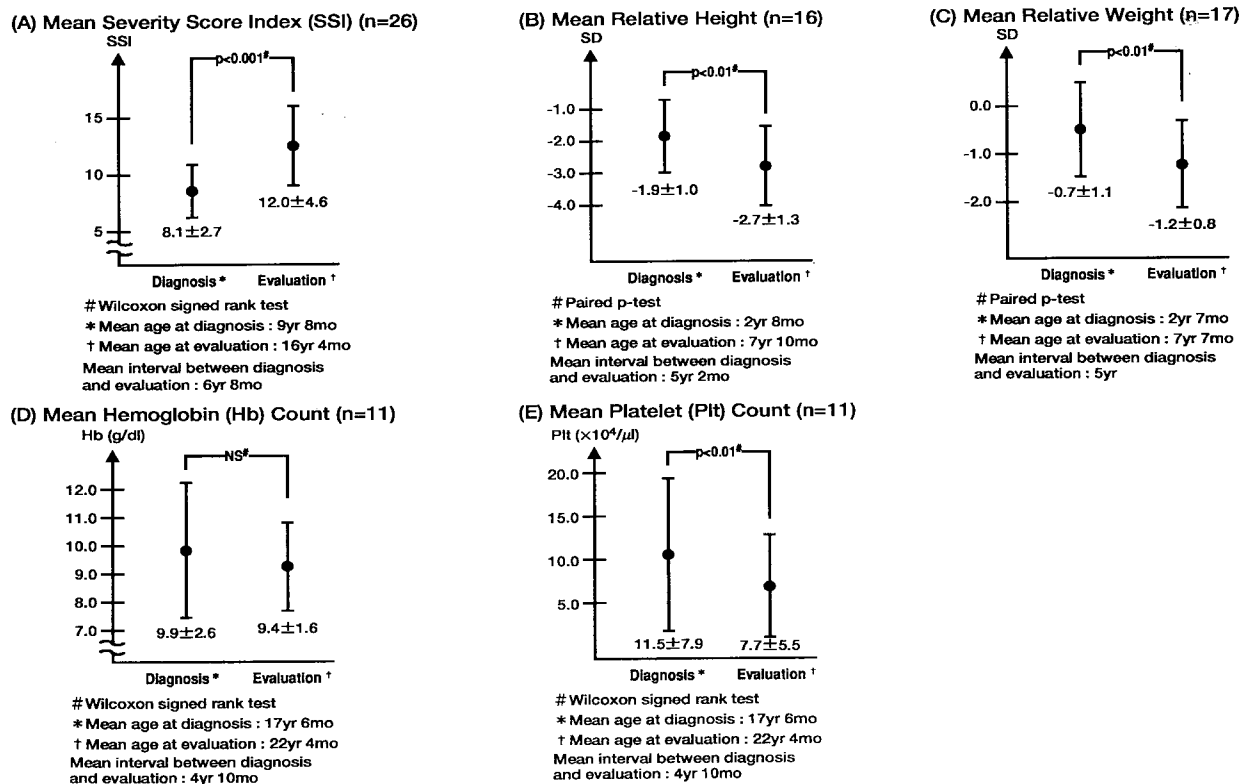 (A) Mean Severity Score Index (SSI) (n=26)
SSI
p<0.001#
15
10
5
8.1±2.7
12.0±4.6
Diagnosis * Evaluation †
# Wilcoxon signed rank test
* Mean age at diagnosis : 9yr 8mo
† Mean age at evaluation : 16yr 4mo
Mean interval between diagnosis
and evaluation : 6yr 8mo
(B) Mean Relative Height (n=16)
SD
p<0.01#
-1.0
-2.0
-3.0
-4.0
-1.9±1.0
-2.7±1.3
Diagnosis * Evaluation †
# Paired p-test
* Mean age at diagnosis : 2yr 8mo
† Mean age at evaluation : 7yr 10mo
Mean interval between diagnosis
and evaluation : 5yr 2mo
(C) Mean Relative Weight (n=17)
SD
p<0.01#
0.0
-1.0
-2.0
-0.7±1.1
-1.2±0.8
Diagnosis * Evaluation †
# Paired p-test
* Mean age at diagnosis : 2yr 7mo
† Mean age at evaluation : 7yr 7mo
Mean interval between diagnosis
and evaluation : 5yr
(D) Mean Hemoglobin (Hb) Count (n=11)
Hb (g/dl)
NS#
12.0
11.0
10.0
9.0
8.0
7.0
9.9±2.6
9.4±1.6
Diagnosis * Evaluation †
# Wilcoxon signed rank test
* Mean age at diagnosis : 17yr 6mo
† Mean age at evaluation : 22yr 4mo
Mean interval between diagnosis
and evaluation : 4yr 10mo
(E) Mean Platelet (Plt) Count (n=11)
Plt (×10⁴/μl)
p<0.01#
20.0
10.0
5.0
11.5±7.9
7.7±5.5
Diagnosis * Evaluation †
# Wilcoxon signed rank test
* Mean age at diagnosis : 17yr 6mo
† Mean age at evaluation : 22yr 4mo
Mean interval between diagnosis
and evaluation : 4yr 10mo